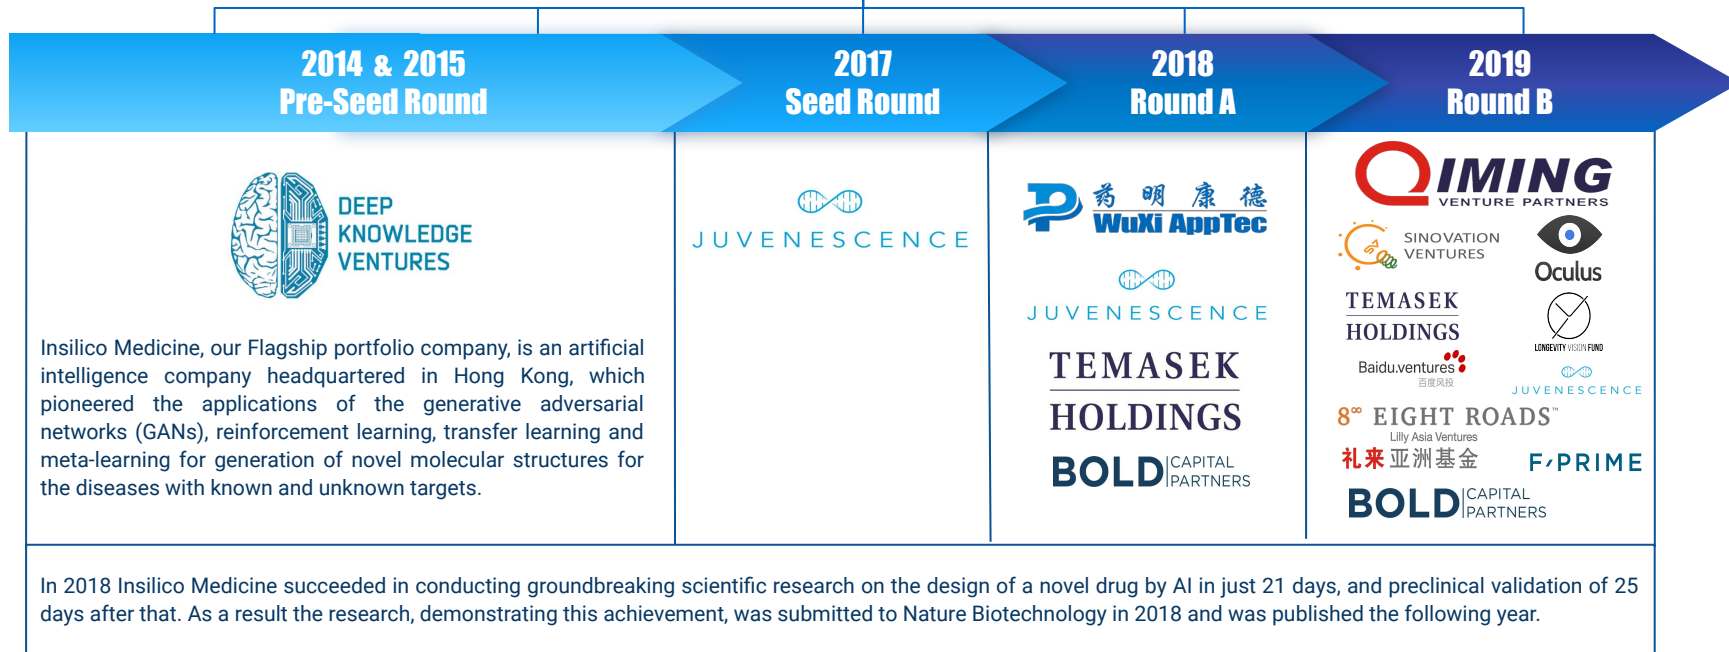 2014 & 2015
Pre-Seed Round
2017
Seed Round
2018
Round A
2019
Round B
DEEP
KNOWLEDGE
VENTURES
Insilico Medicine, our Flagship portfolio company, is an artificial
intelligence company headquartered in Hong Kong, which
pioneered the applications of the generative adversarial
networks (GANs), reinforcement learning, transfer learning and
meta-learning for generation of novel molecular structures for
the diseases with known and unknown targets.
JUVENESCENCE
药明康德
WuXi AppTec
JUVENESCENCE
TEMASEK
HOLDINGS
BOLD CAPITAL
PARTNERS
QIMING
VENTURE PARTNERS
SINOVATION
VENTURES
Oculus
TEMASEK
HOLDINGS
LONGEVITY VISION FUND
Baidu.ventures
百度风投
JUVENESCENCE
8∞ EIGHT ROADS™
Lilly Asia Ventures
礼来亚洲基金
F-PRIME
BOLD CAPITAL
PARTNERS
In 2018 Insilico Medicine succeeded in conducting groundbreaking scientific research on the design of a novel drug by AI in just 21 days, and preclinical validation of 25
days after that. As a result the research, demonstrating this achievement, was submitted to Nature Biotechnology in 2018 and was published the following year.